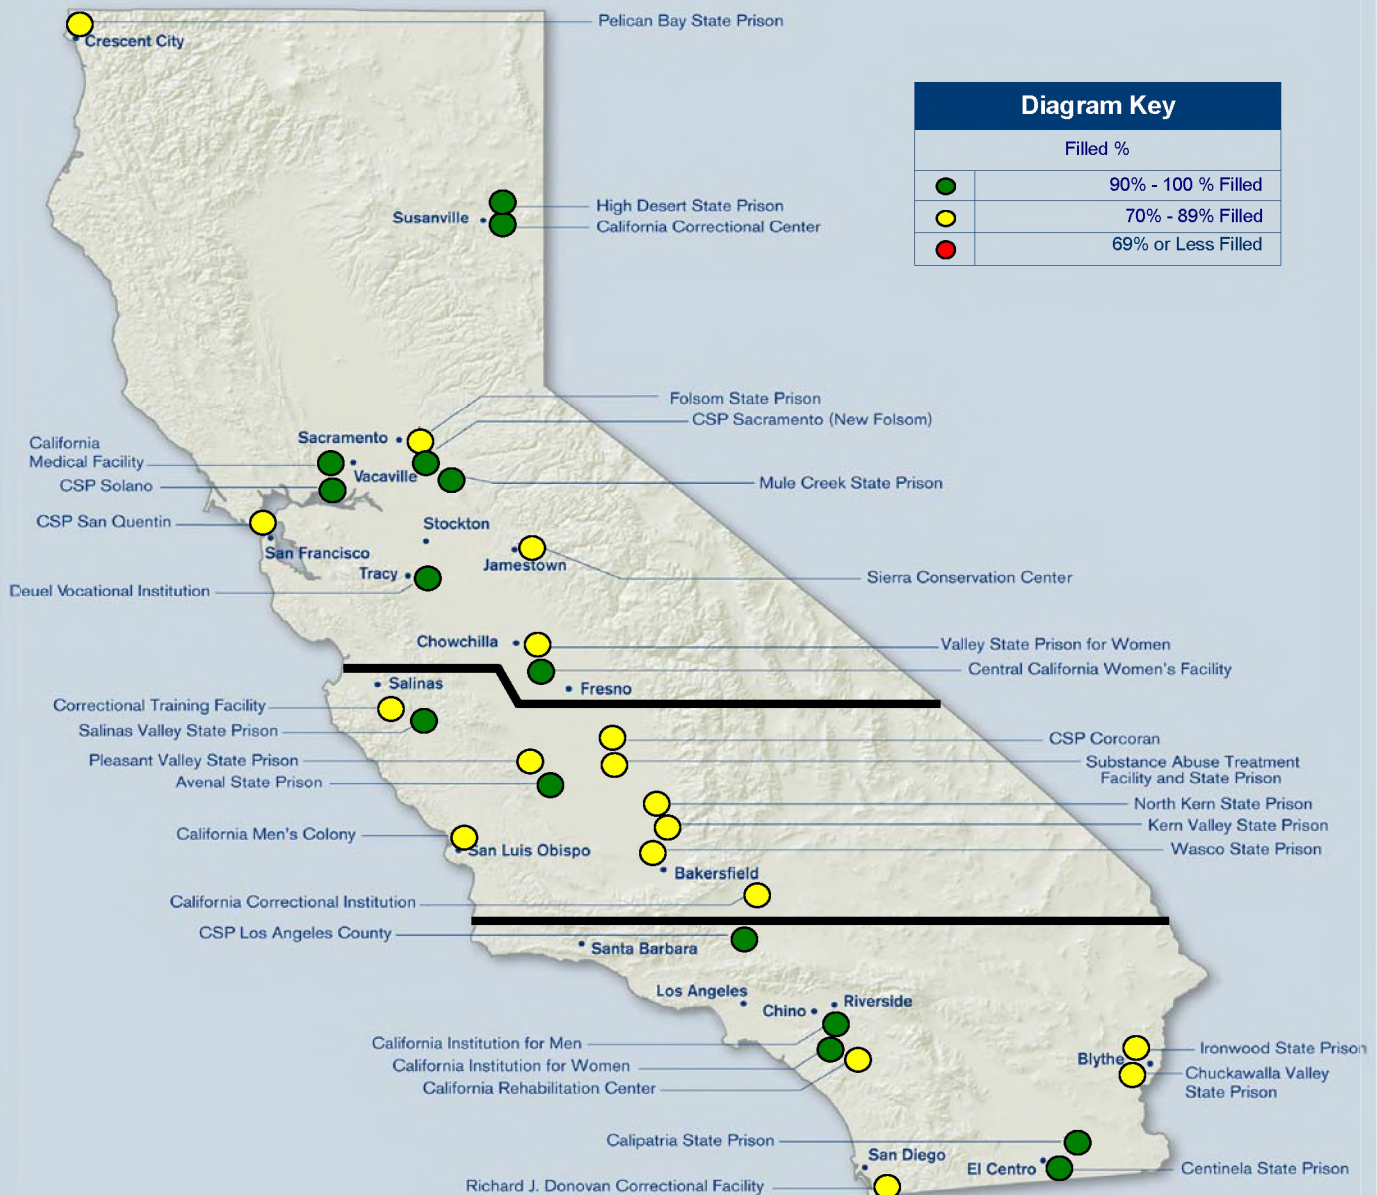 Pelican Bay State Prison
Crescent City
Diagram Key
Filled %
90% - 100 % Filled
70% - 89% Filled
69% or Less Filled
High Desert State Prison
Susanville
California Correctional Center
Folsom State Prison
CSP Sacramento (New Folsom)
Sacramento
California
Medical Facility
Vacaville
CSP Solano
Mule Creek State Prison
CSP San Quentin
Stockton
San Francisco
Jamestown
Tracy
Sierra Conservation Center
Deuel Vocational Institution
Chowchilla
Valley State Prison for Women
Central California Women's Facility
Salinas
Fresno
Correctional Training Facility
Salinas Valley State Prison
CSP Corcoran
Pleasant Valley State Prison
Substance Abuse Treatment
Facility and State Prison
Avenal State Prison
North Kern State Prison
Kern Valley State Prison
California Men's Colony
San Luis Obispo
Wasco State Prison
Bakersfield
California Correctional Institution
CSP Los Angeles County
Santa Barbara
Los Angeles
Riverside
Chino
California Institution for Men
Ironwood State Prison
Blythe
California Institution for Women
Chuckawalla Valley
State Prison
California Rehabilitation Center
Calipatria State Prison
San Diego
El Centro
Centinela State Prison
Richard J. Donovan Correctional Facility